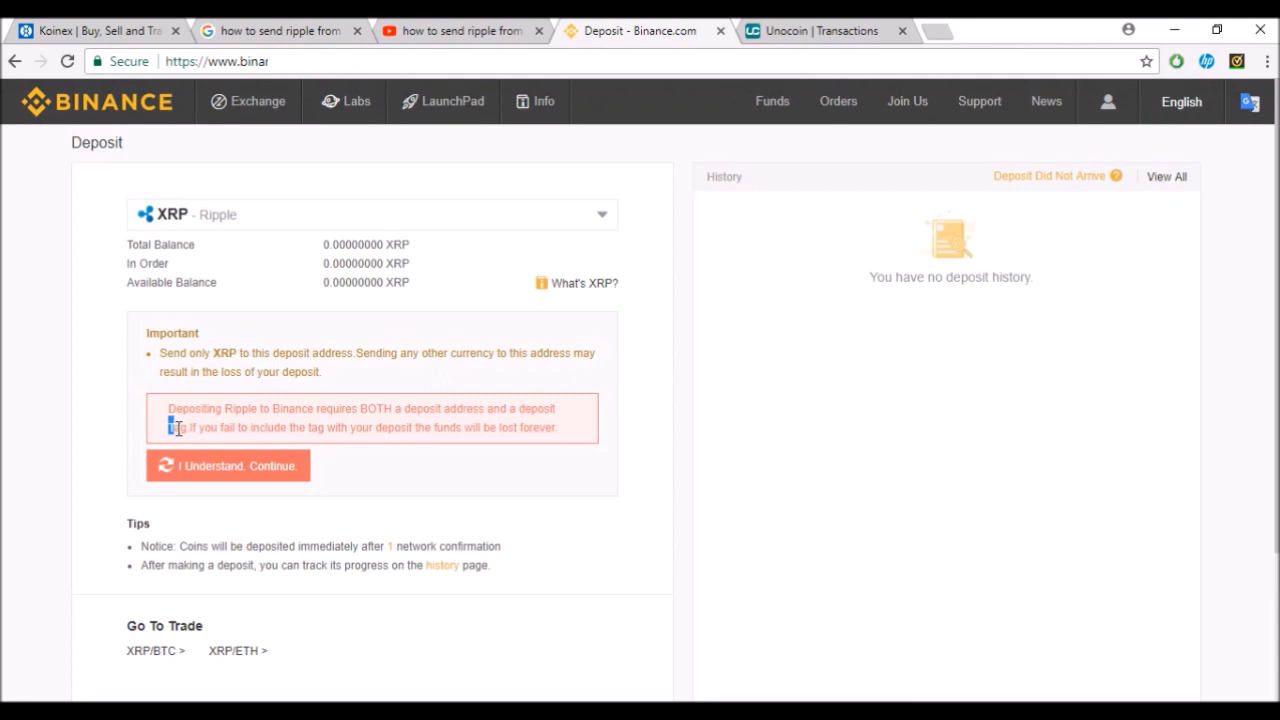 Koinex | Buy, Sell and Tra
how to send ripple from
how to send ripple from
Deposit - Binance.com
Unocoin | Transactions
Secure
https://www.binar
BINANCE
Exchange
Labs
LaunchPad
Info
Funds
Orders
Join Us
Support
News
English
Deposit
XRP - Ripple
Total Balance 0.00000000 XRP
In Order 0.00000000 XRP
Available Balance 0.00000000 XRP
What's XRP?
Important
Send only XRP to this deposit address.Sending any other currency to this address may
result in the loss of your deposit.
Depositing Ripple to Binance requires BOTH a deposit address and a deposit
tag.If you fail to include the tag with your deposit the funds will be lost forever.
I Understand. Continue.
Tips
Notice: Coins will be deposited immediately after 1 network confirmation
After making a deposit, you can track its progress on the history page.
Go To Trade
XRP/BTC > XRP/ETH >
History
Deposit Did Not Arrive ?
View All
You have no deposit history.